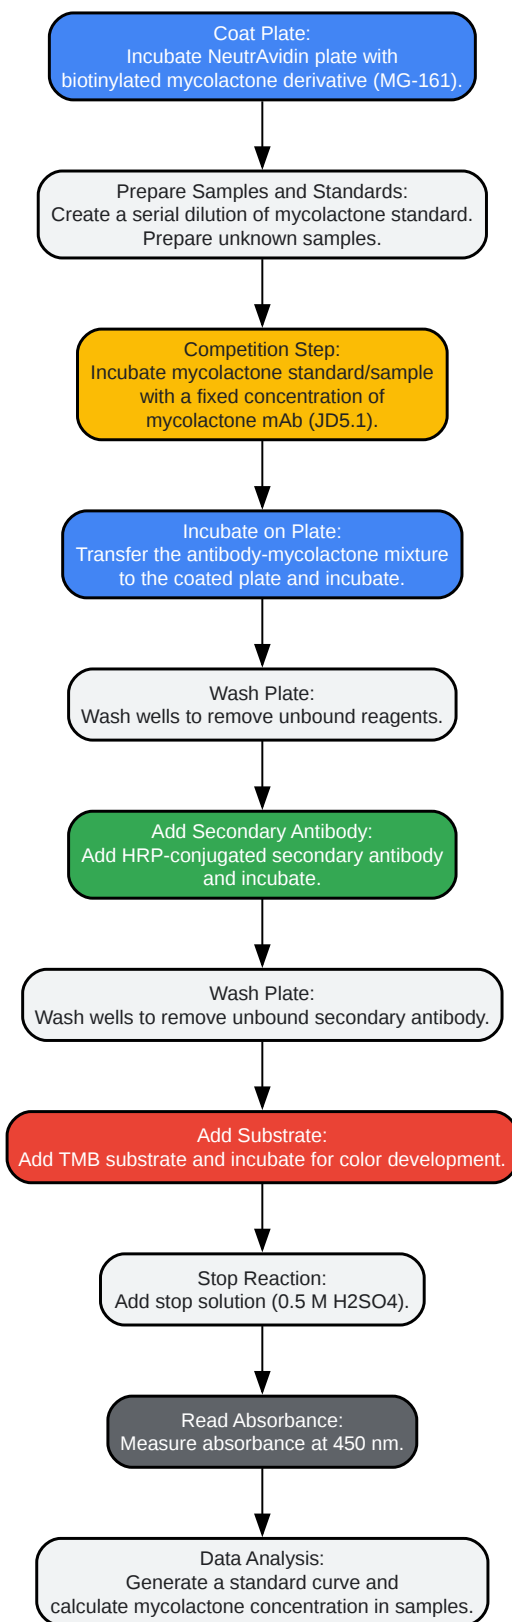 Coat Plate:
Incubate NeutrAvidin plate with
biotinylated mycolactone derivative (MG-161).
Prepare Samples and Standards:
Create a serial dilution of mycolactone standard.
Prepare unknown samples.
Competition Step:
Incubate mycolactone standard/sample
with a fixed concentration of
mycolactone mAb (JD5.1).
Incubate on Plate:
Transfer the antibody-mycolactone mixture
to the coated plate and incubate.
Wash Plate:
Wash wells to remove unbound reagents.
Add Secondary Antibody:
Add HRP-conjugated secondary antibody
and incubate.
Wash Plate:
Wash wells to remove unbound secondary antibody.
Add Substrate:
Add TMB substrate and incubate for color development.
Stop Reaction:
Add stop solution (0.5 M H2SO4).
Read Absorbance:
Measure absorbance at 450 nm.
Data Analysis:
Generate a standard curve and
calculate mycolactone concentration in samples.